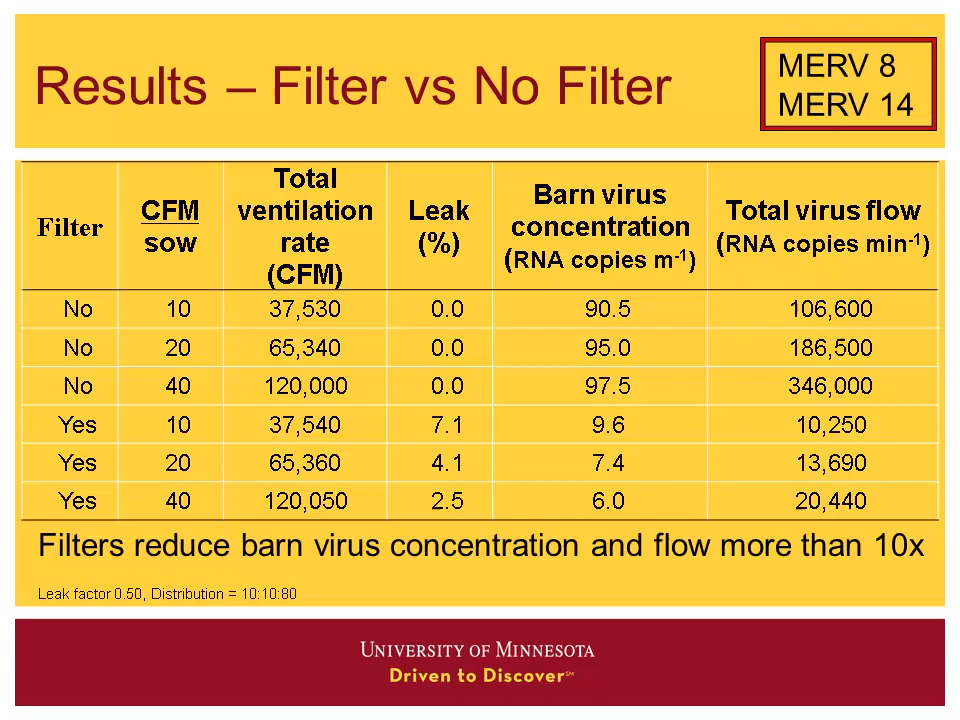 Results – Filter vs No Filter
MERV 8
MERV 14
Filter | CFM sow | Total ventilation rate (CFM) | Leak (%) | Barn virus concentration (RNA copies m-1) | Total virus flow (RNA copies min-1)
No | 10 | 37,530 | 0.0 | 90.5 | 106,600
No | 20 | 65,340 | 0.0 | 95.0 | 186,500
No | 40 | 120,000 | 0.0 | 97.5 | 346,000
Yes | 10 | 37,540 | 7.1 | 9.6 | 10,250
Yes | 20 | 65,360 | 4.1 | 7.4 | 13,690
Yes | 40 | 120,050 | 2.5 | 6.0 | 20,440
Filters reduce barn virus concentration and flow more than 10x
Leak factor 0.50, Distribution = 10:10:80
UNIVERSITY OF MINNESOTA
Driven to Discover℠